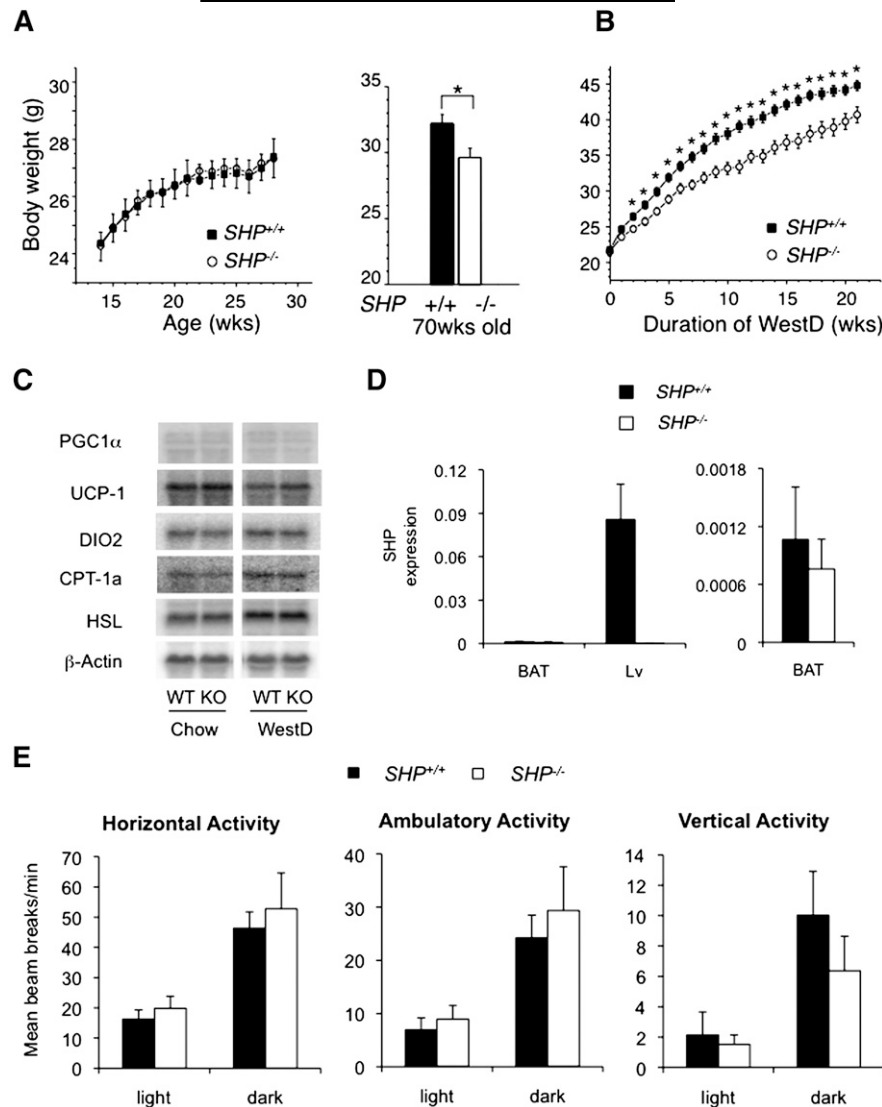 A
B
Body weight (g)
30
28
26
24
15 20 25 30
Age (wks)
SHP+/+
SHP-/-
35
30
25
20
*
SHP +/+ -/-
70wks old
45
40
35
30
25
20
* * * * * * * * * * * * * * * * * * * *
SHP+/+
SHP-/-
0 5 10 15 20
Duration of WestD (wks)
C
PGC1α
UCP-1
DIO2
CPT-1a
HSL
β-Actin
WT KO WT KO
Chow WestD
D
SHP+/+
SHP-/-
SHP
expression
0.12
0.09
0.06
0.03
0
BAT Lv
0.0018
0.0012
0.0006
0
BAT
E
SHP+/+ SHP-/-
Horizontal Activity
Mean beam breaks/min
70
60
50
40
30
20
10
0
light dark
Ambulatory Activity
40
30
20
10
0
light dark
Vertical Activity
14
12
10
8
6
4
2
0
light dark